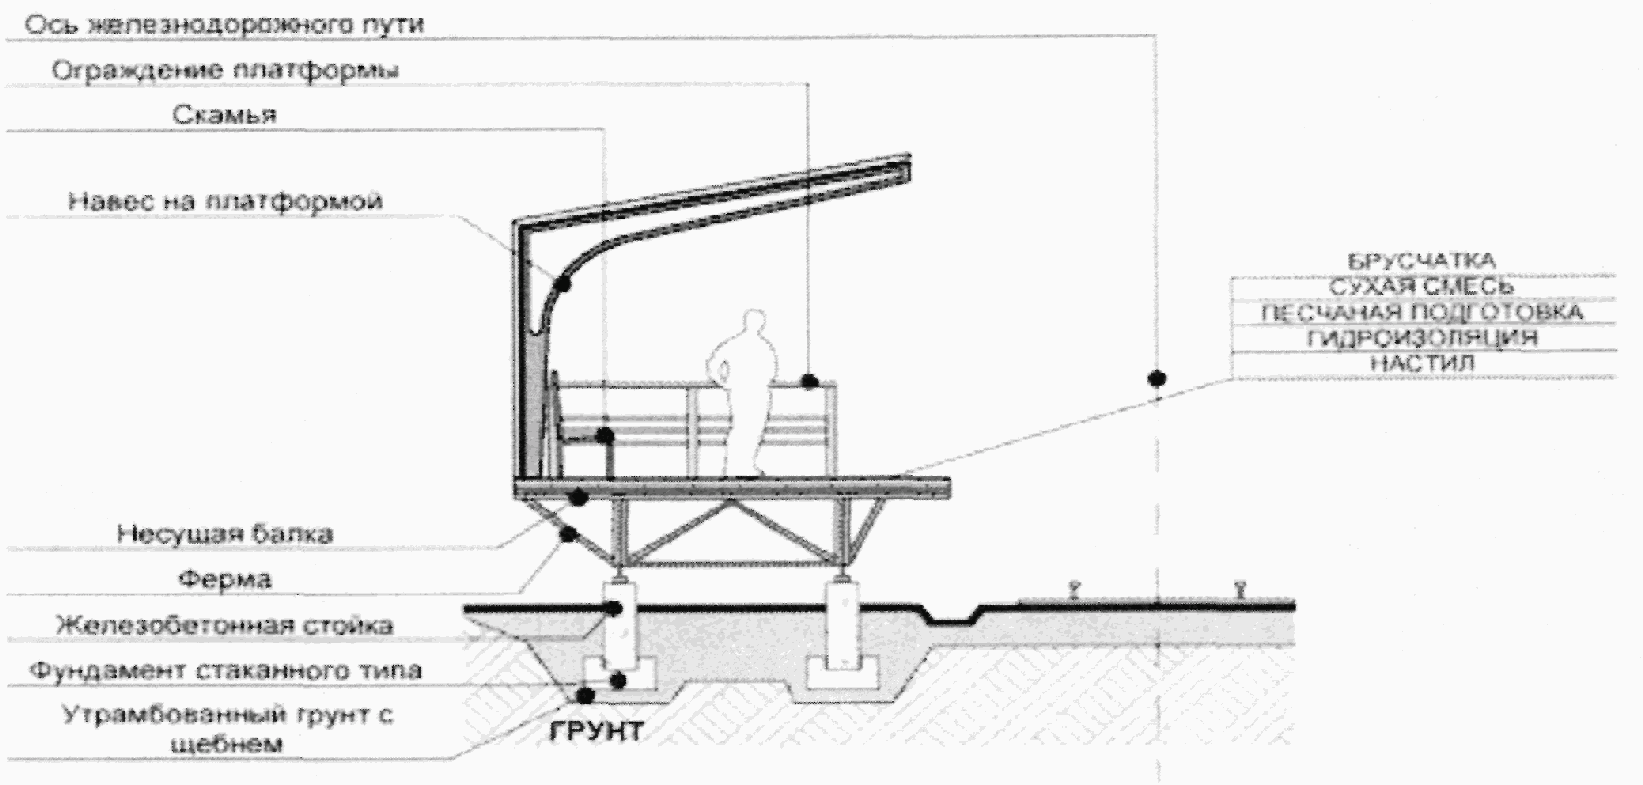 Ось железнодорожного пути
Ограждение платформы
Скамья
Навес на платформой
БРУСЧАТКА
СУХАЯ СМЕСЬ
ПЕСЧАНАЯ ПОДГОТОВКА
ГИДРОИЗОЛЯЦИЯ
НАСТИЛ
Несущая балка
Ферма
Железобетонная стойка
Фундамент стаканного типа
Утрамбованный грунт с
щебнем
ГРУНТ